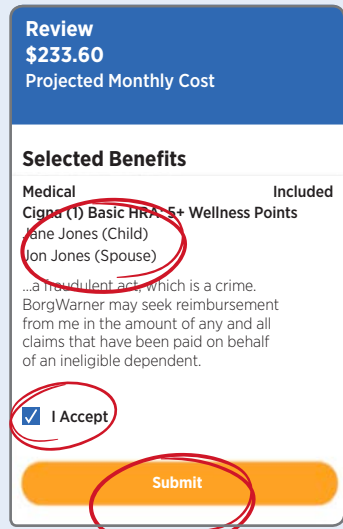 Review
$233.60
Projected Monthly Cost
Selected Benefits
Medical Included
Cigna (1) Basic HRA: 5+ Wellness Points
Jane Jones (Child)
Jon Jones (Spouse)
...a fraudulent act, which is a crime.
BorgWarner may seek reimbursement
from me in the amount of any and all
claims that have been paid on behalf
of an ineligible dependent.
I Accept
Submit